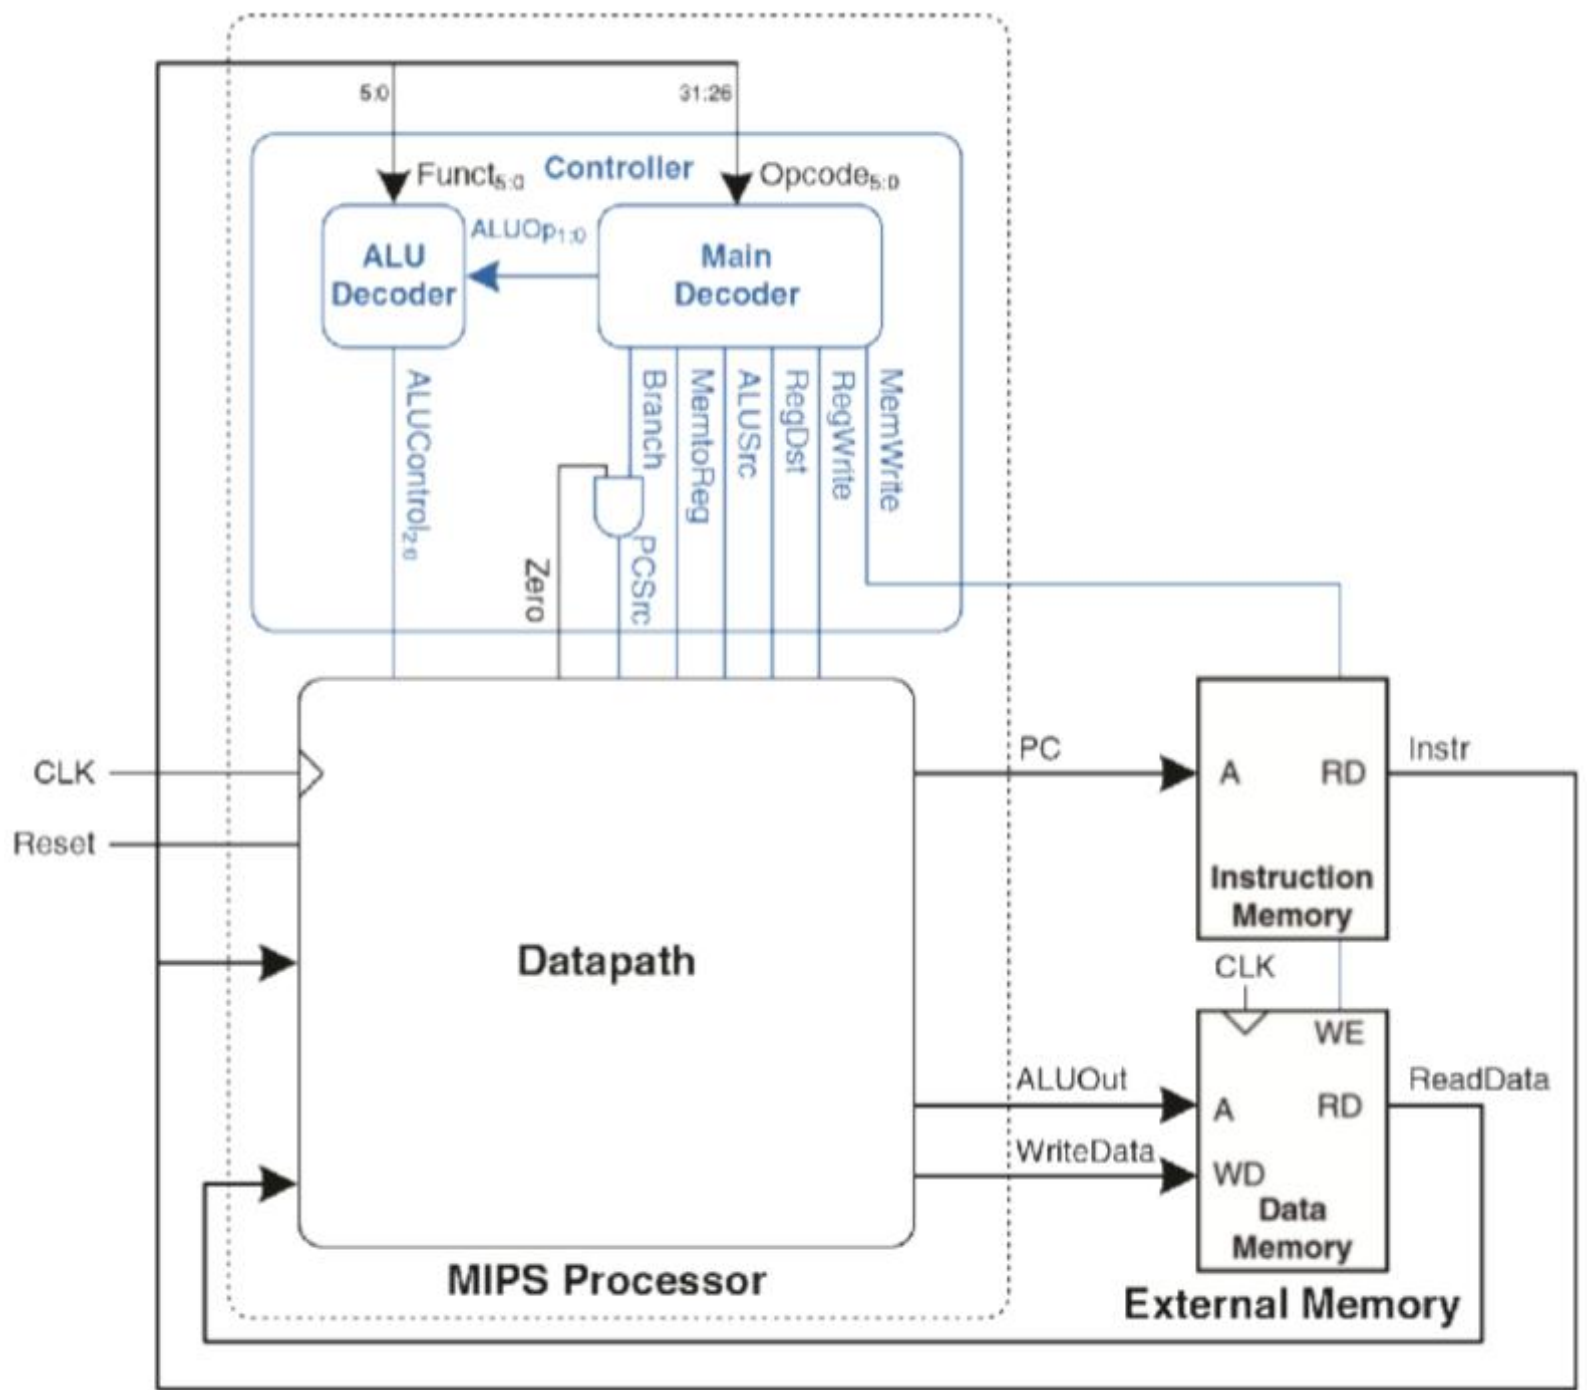 5:0
31:26
Controller
Funct5:0
Opcode5:0
ALUOp1:0
ALU
Decoder
Main
Decoder
ALUControl2:0
Branch
MemtoReg
ALUSrc
RegDst
RegWrite
MemWrite
Zero
PCSrc
CLK
Reset
PC
A
RD
Instr
Instruction
Memory
Datapath
CLK
WE
ALUOut
A
RD
ReadData
WriteData
WD
Data
Memory
MIPS Processor
External Memory